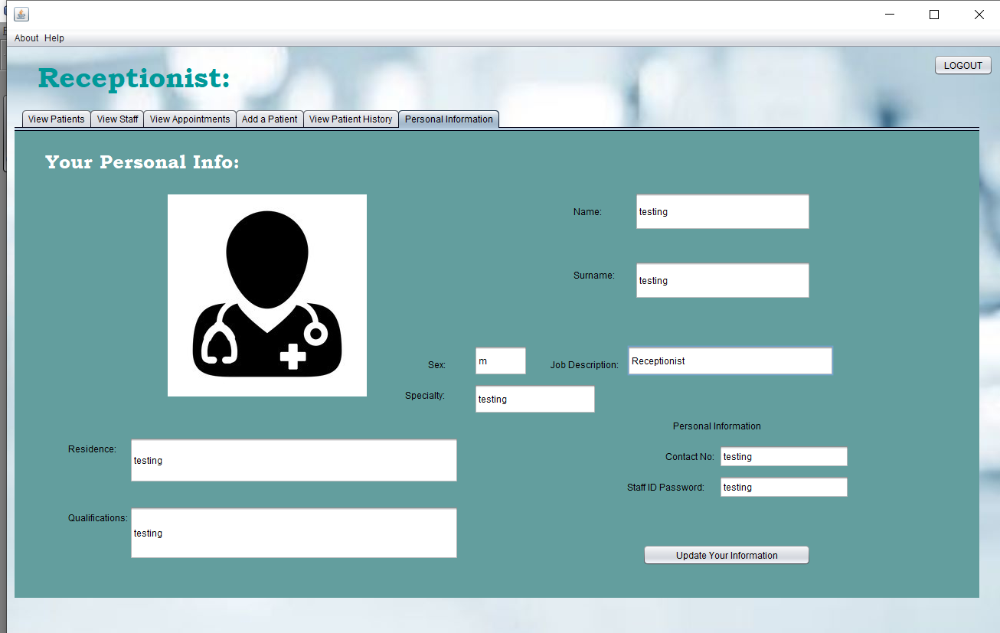 About Help
LOGOUT
Receptionist:
View Patients View Staff View Appointments Add a Patient View Patient History Personal Information
Your Personal Info:
Name: testing
Surname: testing
Sex: m Job Description: Receptionist
Specialty: testing
Personal Information
Residence: testing
Contact No: testing
Staff ID Password: testing
Qualifications: testing
Update Your Information